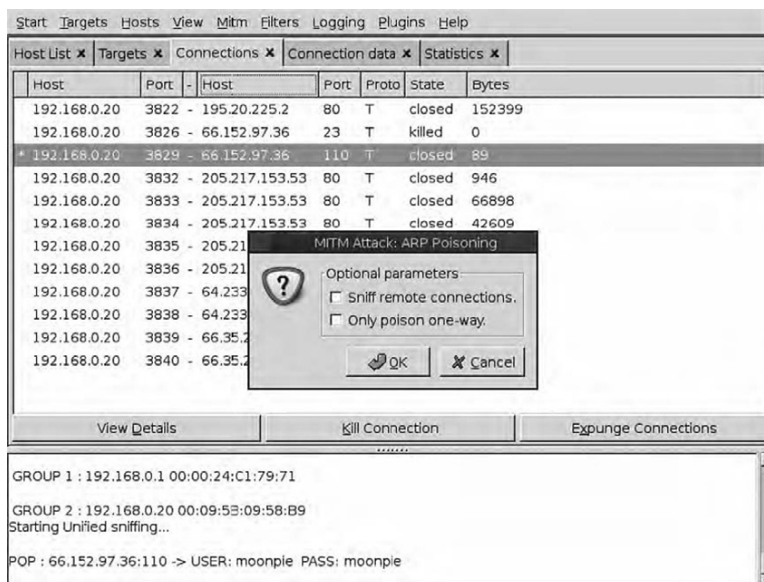 Start Targets Hosts View Mitm Filters Logging Plugins Help
Host List x Targets x Connections x Connection data x Statistics x
Host Port - Host Port Proto State Bytes
192.168.0.20 3822 - 195.20.225.2 80 T closed 152399
192.168.0.20 3826 - 66.152.97.36 23 T killed 0
* 192.168.0.20 3829 - 66.152.97.36 110 T closed 89
192.168.0.20 3832 - 205.217.153.53 80 T closed 946
192.168.0.20 3833 - 205.217.153.53 80 T closed 66898
192.168.0.20 3834 - 205.217.153.53 80 T closed 42609
192.168.0.20 3835 - 205.21
192.168.0.20 3836 - 205.21
192.168.0.20 3837 - 64.233
192.168.0.20 3838 - 64.233
192.168.0.20 3839 - 66.35.2
192.168.0.20 3840 - 66.35.2
MITM Attack: ARP Poisoning
?
Optional parameters
Sniff remote connections.
Only poison one-way.
OK Cancel
View Details Kill Connection Expunge Connections
GROUP 1 : 192.168.0.1 00:00:24:C1:79:71
GROUP 2 : 192.168.0.20 00:09:53:09:58:B9
Starting Unified sniffing...
POP : 66.152.97.36:110 -> USER: moonpie PASS: moonpie